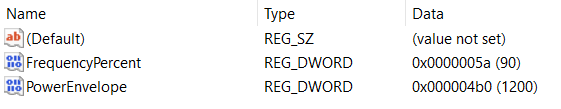 Name Type Data
(Default) REG_SZ (value not set)
FrequencyPercent REG_DWORD 0x0000005a (90)
PowerEnvelope REG_DWORD 0x000004b0 (1200)